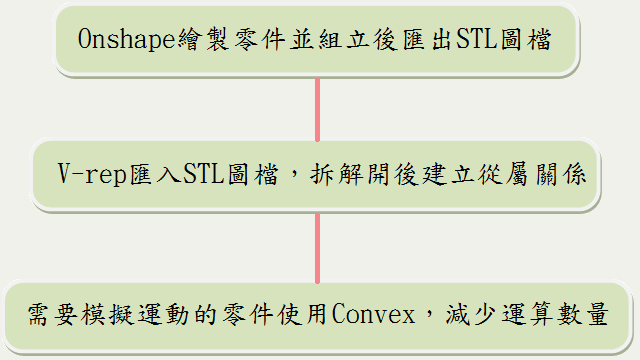 Onshape繪製零件並組立後匯出STL圖檔
V-rep匯入STL圖檔，拆解開後建立從屬關係
需要模擬運動的零件使用Convex，減少運算數量